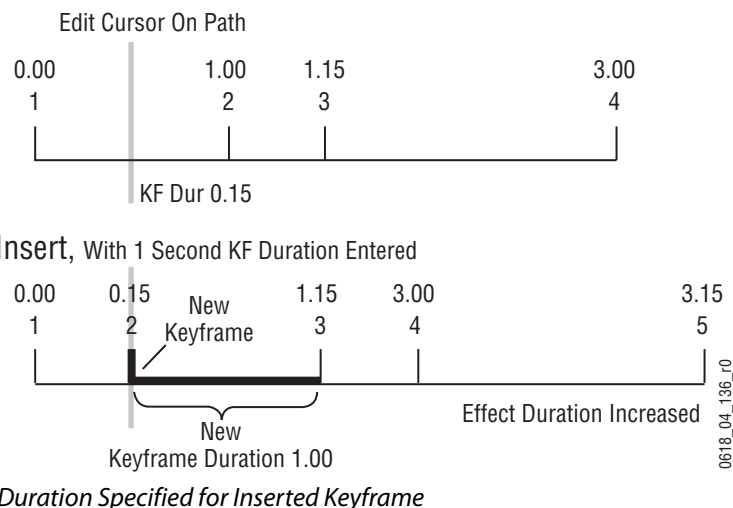 Edit Cursor On Path
0.00 1.00 1.15 3.00
1 2 3 4
KF Dur 0.15
Insert, With 1 Second KF Duration Entered
0.00 0.15 1.15 3.00 3.15
New
1 2 Keyframe 3 4 5
Effect Duration Increased
New
Keyframe Duration 1.00
0618_04_136_r0
Duration Specified for Inserted Keyframe